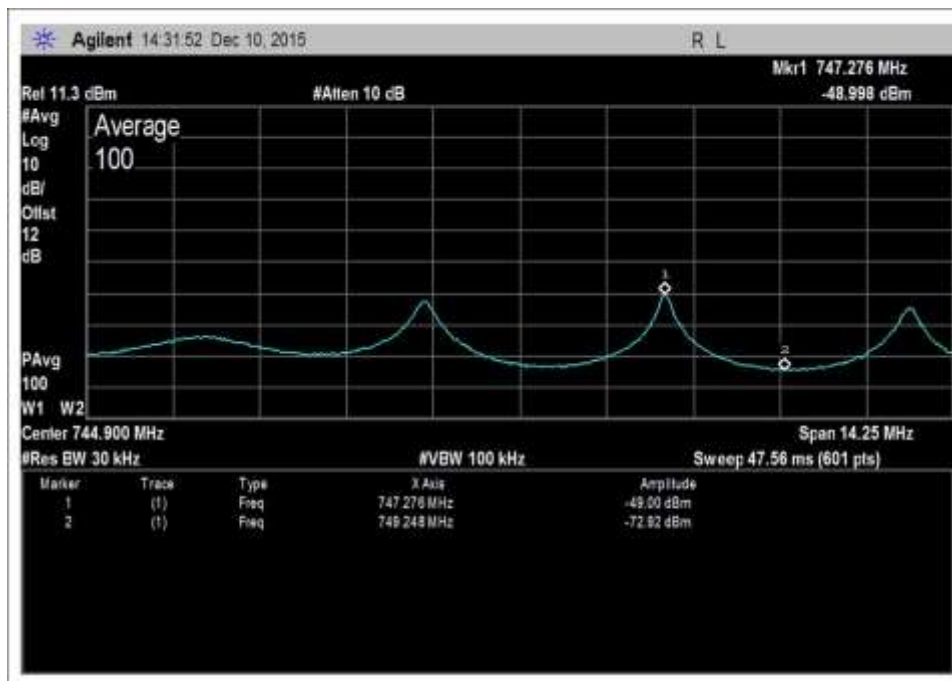 Agilent 14:31:52 Dec 10, 2015 R L
Mkr1 747.276 MHz
Ref 11.3 dBm #Atten 10 dB -48.998 dBm
#Avg
Log
10
dB/
Offst
12
dB
Average
100
1
2
PAvg
100
W1 W2
Center 744.900 MHz Span 14.25 MHz
#Res BW 30 kHz #VBW 100 kHz Sweep 47.56 ms (601 pts)
Marker Trace Type X Axis Amplitude
1 (1) Freq 747.276 MHz -49.00 dBm
2 (1) Freq 749.248 MHz -72.92 dBm